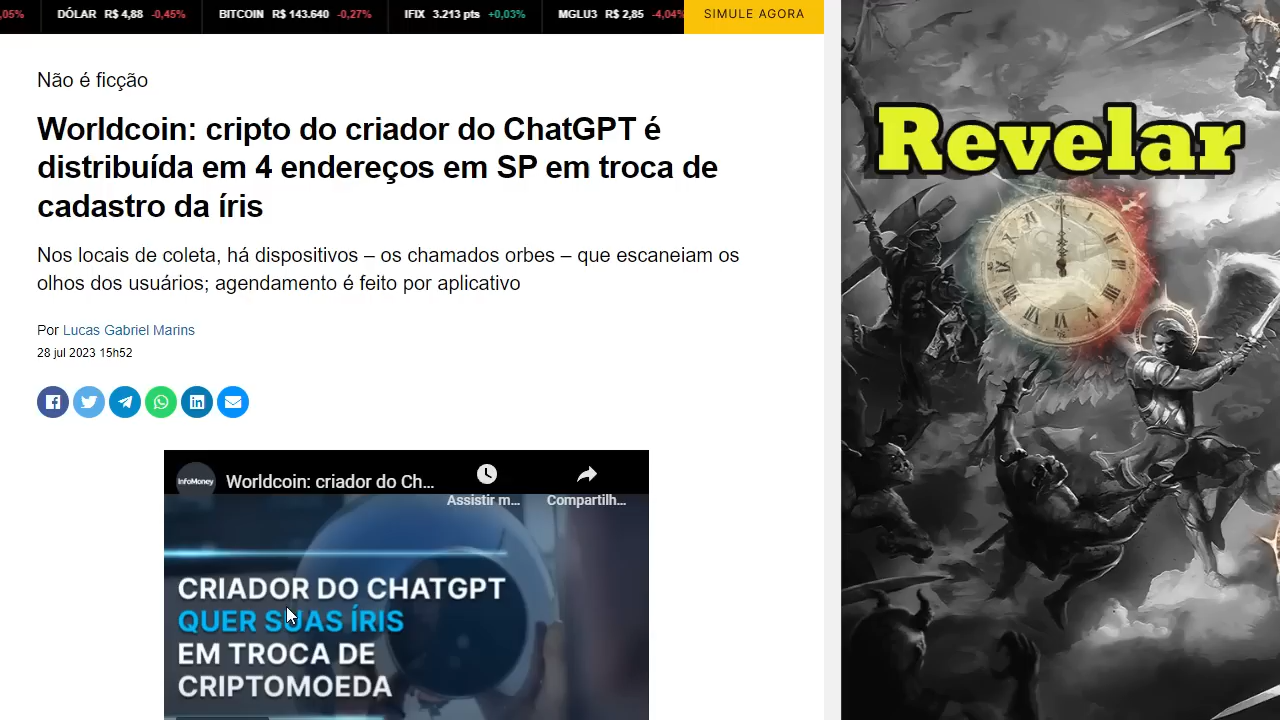 ,05% DÓLAR R$ 4,88 -0,45% BITCOIN R$ 143.640 -0,27% IFIX 3.213 pts +0,03% MGLU3 R$ 2,85 -4,04% SIMULE AGORA
Não é ficção
Worldcoin: cripto do criador do ChatGPT é
distribuída em 4 endereços em SP em troca de
cadastro da íris
Nos locais de coleta, há dispositivos – os chamados orbes – que escaneiam os
olhos dos usuários; agendamento é feito por aplicativo
Por Lucas Gabriel Marins
28 jul 2023 15h52
InfoMoney
Worldcoin: criador do Ch...
Assistir m... Compartilh...
CRIADOR DO CHATGPT
QUER SUAS ÍRIS
EM TROCA DE
CRIPTOMOEDA
Revelar